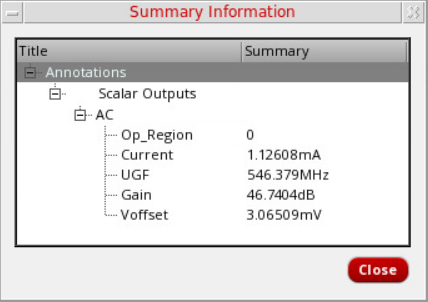 Summary Information
Title Summary
Annotations
Scalar Outputs
AC
Op_Region 0
Current 1.12608mA
UGF 546.379MHz
Gain 46.7404dB
Voffset 3.06509mV
Close